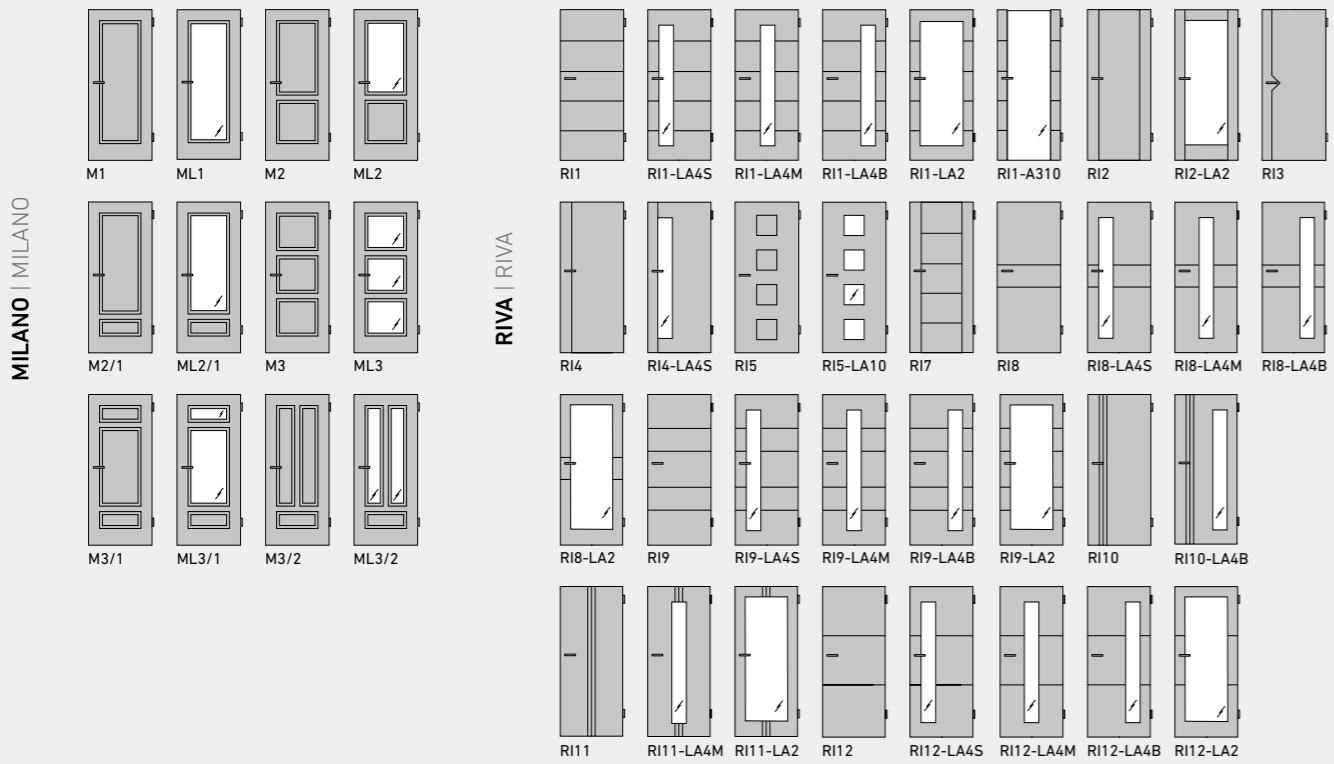 MILANO | MILANO
M1 ML1 M2 ML2
M2/1 ML2/1 M3 ML3
M3/1 ML3/1 M3/2 ML3/2
RIVA | RIVA
RI1 RI1-LA4S RI1-LA4M RI1-LA4B RI1-LA2 RI1-A310 RI2 RI2-LA2 RI3
RI4 RI4-LA4S RI5 RI5-LA10 RI7 RI8 RI8-LA4S RI8-LA4M RI8-LA4B
RI8-LA2 RI9 RI9-LA4S RI9-LA4M RI9-LA4B RI9-LA2 RI10 RI10-LA4B
RI11 RI11-LA4M RI11-LA2 RI12 RI12-LA4S RI12-LA4M RI12-LA4B RI12-LA2